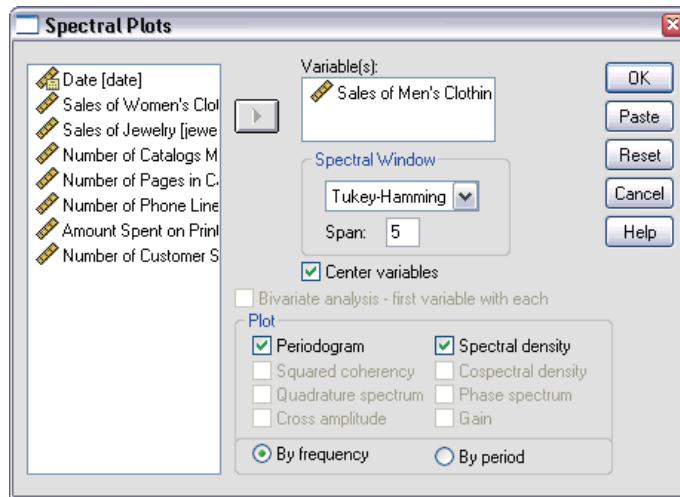 Spectral Plots
Date [date]
Sales of Women's Clot
Sales of Jewelry [jewe
Number of Catalogs M
Number of Pages in C
Number of Phone Line
Amount Spent on Print
Number of Customer S
Variable(s):
Sales of Men's Clothin
Spectral Window
Tukey-Hamming
Span: 5
Center variables
Bivariate analysis - first variable with each
Plot
Periodogram
Spectral density
Squared coherency
Cospectral density
Quadrature spectrum
Phase spectrum
Cross amplitude
Gain
By frequency
By period
OK
Paste
Reset
Cancel
Help